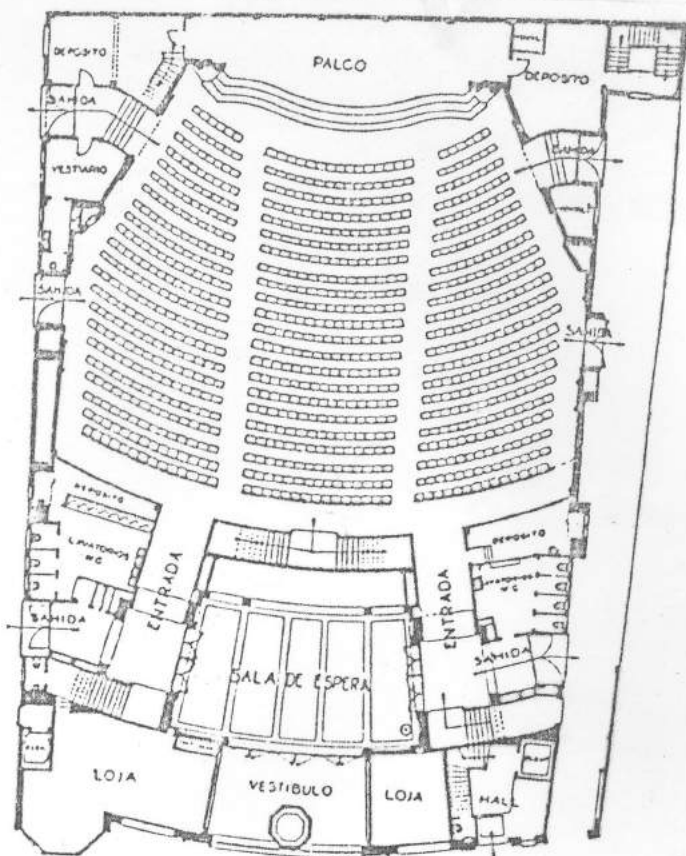 DEPOSITO
PALCO
DEPOSITO
SAHIDA
SAHIDA
VESTIARIO
SAHIDA
SAHIDA
DEPOSITO
DEPOSITO
LAVATORIOS
W.C.
ENTRADA
ENTRADA
W.C.
SAHIDA
SAHIDA
SALA DE ESPERA
LOJA
VESTIBULO
LOJA
HALL